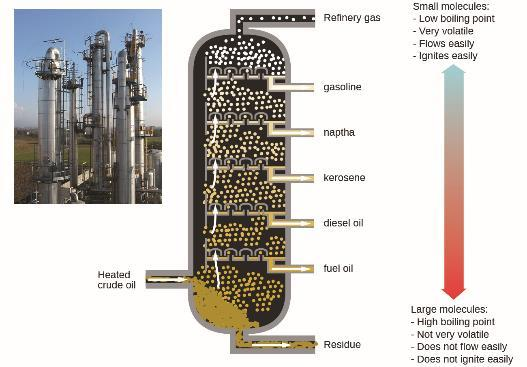 Small molecules:
- Low boiling point
- Very volatile
- Flows easily
- Ignites easily
Refinery gas
gasoline
naptha
kerosene
diesel oil
fuel oil
Heated
crude oil
Residue
Large molecules:
- High boiling point
- Not very volatile
- Does not flow easily
- Does not ignite easily